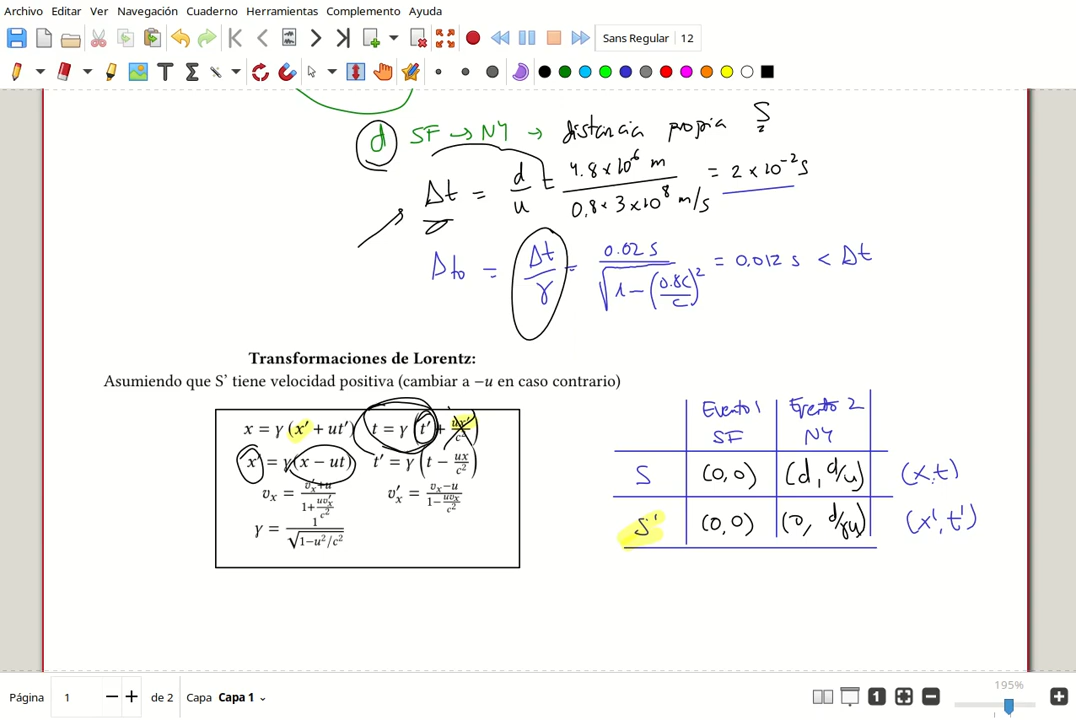 Archivo Editar Ver Navegación Cuaderno Herramientas Complemento Ayuda
Sans Regular 12
d SF → NY → distancia propia S
Δt = d/u = 4.8 × 10⁶ m / 0,8 × 3×10⁸ m/s = 2 × 10⁻² s
Δt₀ = Δt/γ = 0.02 s / √1 − (0.8c/c)² = 0.012 s < Δt
Transformaciones de Lorentz:
Asumiendo que S' tiene velocidad positiva (cambiar a −u en caso contrario)
x = γ (x' + ut') t = γ (t' + ux'/c²)
x' = γ(x − ut) t' = γ (t − ux/c²)
vₓ = v'ₓ+u / 1+ uv'ₓ/c² v'ₓ = vₓ−u / 1− uvₓ/c²
γ = 1 / √1−u²/c²
Evento 1 Evento 2
SF NY
S (0,0) (d, d/u) (x,t)
S' (0,0) (0, d/γu) (x', t')
Página 1 de 2 Capa Capa 1 195%